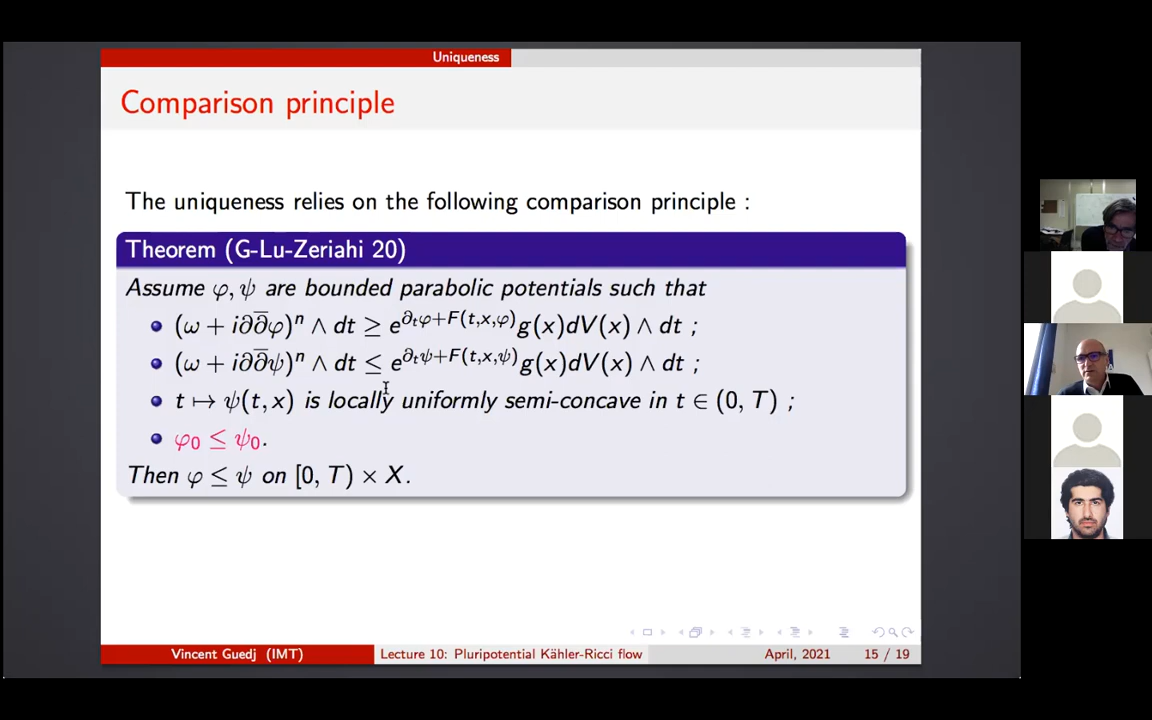 Uniqueness
Comparison principle
The uniqueness relies on the following comparison principle :
Theorem (G-Lu-Zeriahi 20)
Assume φ, ψ are bounded parabolic potentials such that
(ω + i∂∂̅φ)ⁿ ∧ dt ≥ e^{∂ₜφ+F(t,x,φ)}g(x)dV(x) ∧ dt ;
(ω + i∂∂̅ψ)ⁿ ∧ dt ≤ e^{∂ₜψ+F(t,x,ψ)}g(x)dV(x) ∧ dt ;
t ↦ ψ(t, x) is locally uniformly semi-concave in t ∈ (0, T) ;
φ₀ ≤ ψ₀.
Then φ ≤ ψ on [0, T) × X.
Vincent Guedj (IMT) Lecture 10: Pluripotential Kähler-Ricci flow April, 2021 15 / 19